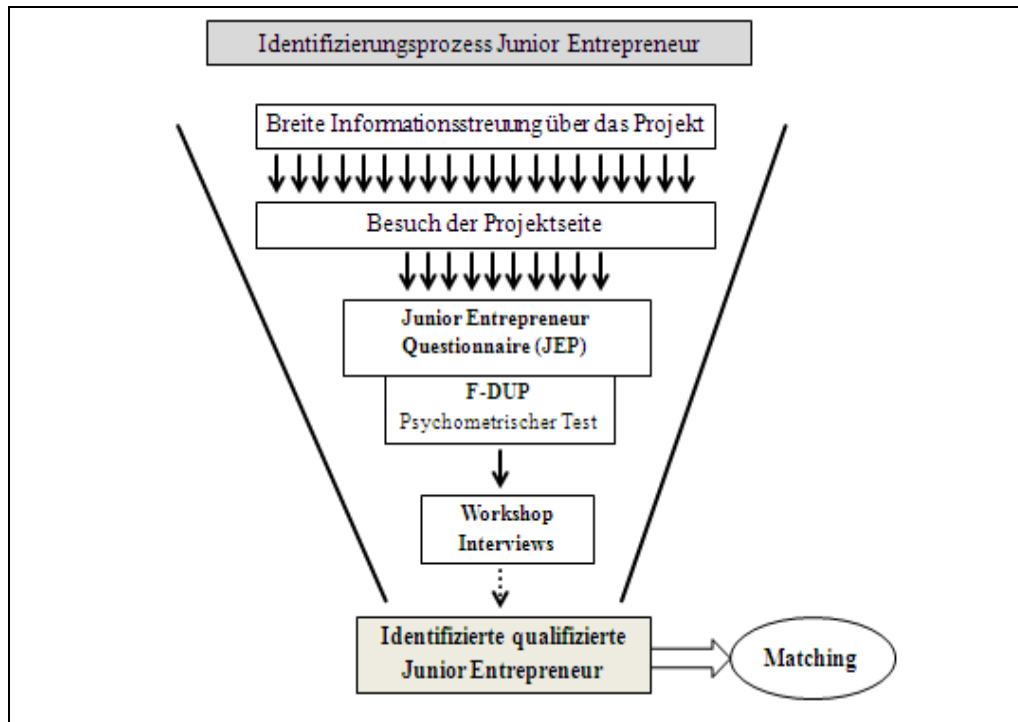 Identifizierungsprozess Junior Entrepreneur
Breite Informationsstreuung über das Projekt
Besuch der Projektseite
Junior Entrepreneur
Questionnaire (JEP)
F-DUP
Psychometrischer Test
Workshop
Interviews
Identifizierte qualifizierte
Junior Entrepreneur
Matching